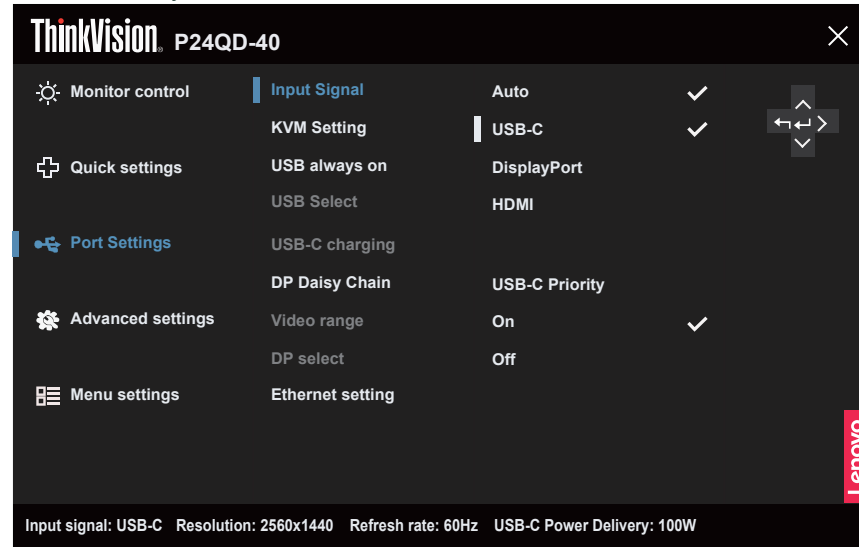 ThinkVision® P24QD-40
Monitor control
Quick settings
Port Settings
Advanced settings
Menu settings
Input Signal
KVM Setting
USB always on
USB Select
USB-C charging
DP Daisy Chain
Video range
DP select
Ethernet setting
Auto
USB-C
DisplayPort
HDMI
USB-C Priority
On
Off
Lenovo
Input signal: USB-C Resolution: 2560x1440 Refresh rate: 60Hz USB-C Power Delivery: 100W